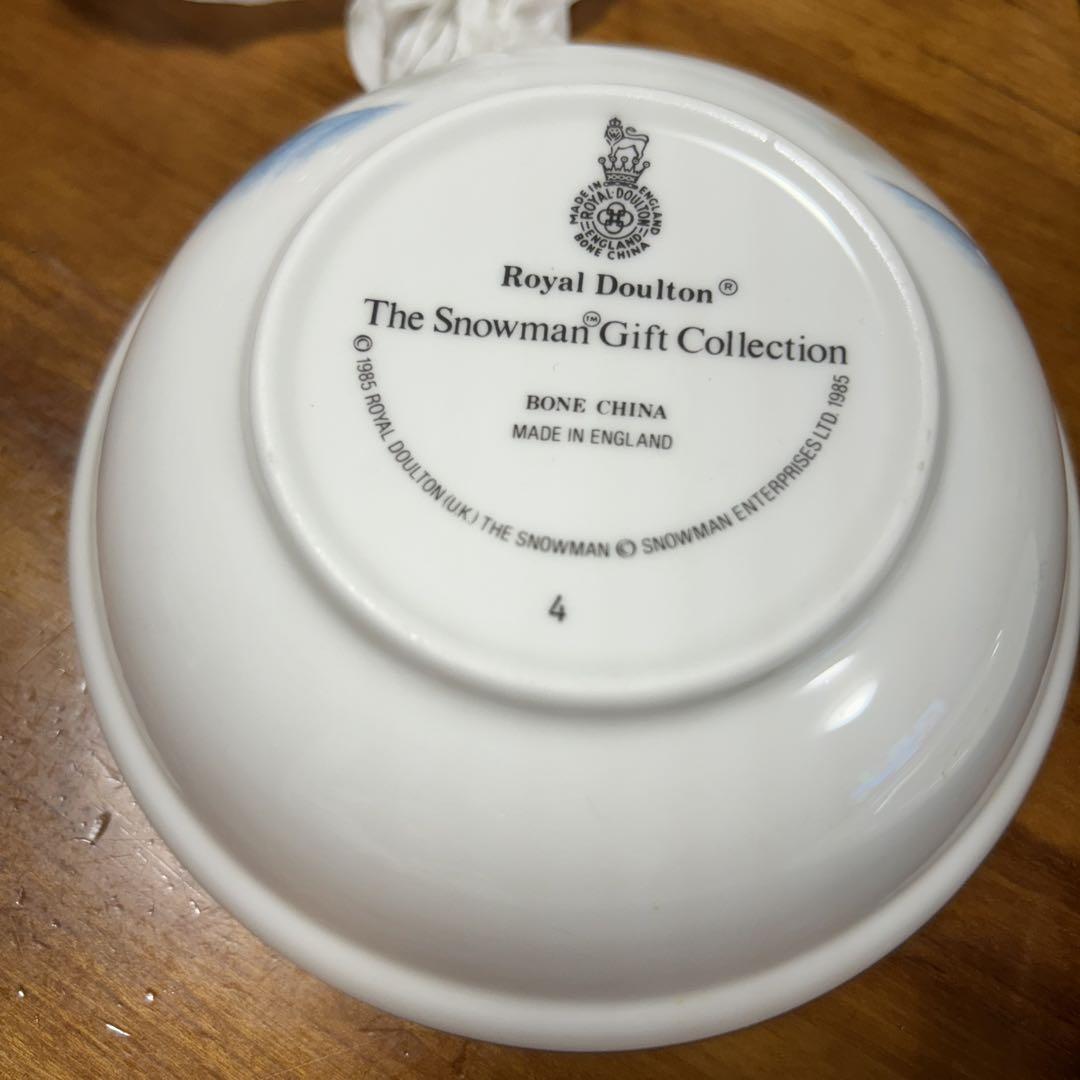 MADE IN ENGLAND
ROYAL·DOULTON
ENGLAND
BONE CHINA
Royal Doulton®
The Snowman™ Gift Collection
BONE CHINA
MADE IN ENGLAND
© 1985 ROYAL DOULTON (U.K.) THE SNOWMAN © SNOWMAN ENTERPRISES LTD. 1985
4